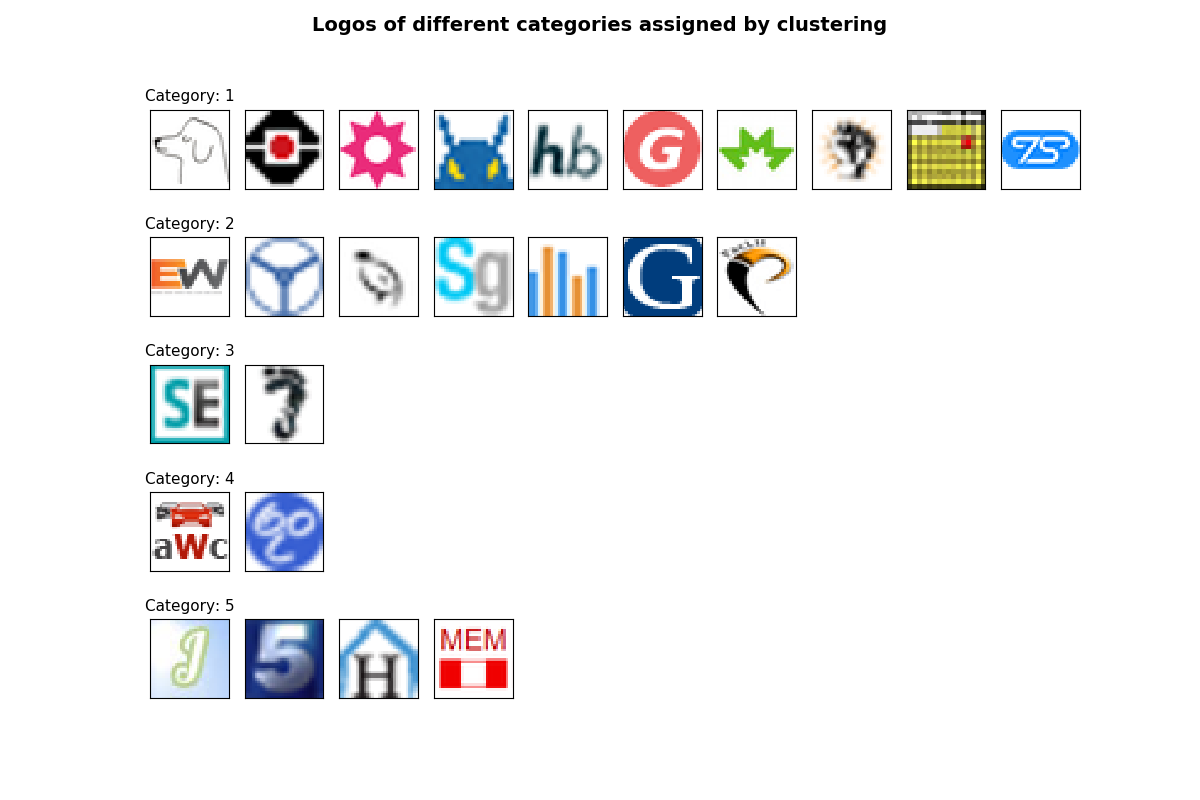 Logos of different categories assigned by clustering
Category: 1
hb
G
Category: 2
EW
Sg
G
Category: 3
SE
Category: 4
aWc
Category: 5
J
5
H
MEM